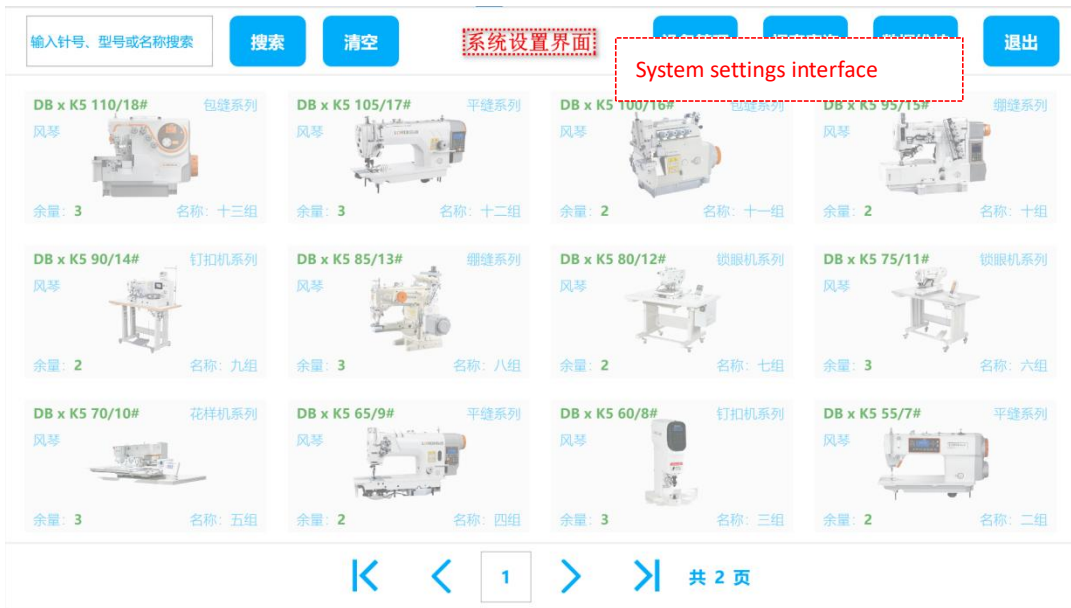 输入针号、型号或名称搜索
搜索
清空
系统设置界面
退出
System settings interface
DB x K5 110/18#
包缝系列
风琴
余量: 3
名称: 十三组
DB x K5 105/17#
平缝系列
风琴
余量: 3
名称: 十二组
DB x K5 100/16#
包缝系列
风琴
余量: 2
名称: 十一组
DB x K5 95/15#
绷缝系列
风琴
余量: 2
名称: 十组
DB x K5 90/14#
钉扣机系列
风琴
余量: 2
名称: 九组
DB x K5 85/13#
绷缝系列
风琴
余量: 3
名称: 八组
DB x K5 80/12#
锁眼机系列
风琴
余量: 2
名称: 七组
DB x K5 75/11#
锁眼机系列
风琴
余量: 3
名称: 六组
DB x K5 70/10#
花样机系列
风琴
余量: 3
名称: 五组
DB x K5 65/9#
平缝系列
风琴
余量: 2
名称: 四组
DB x K5 60/8#
钉扣机系列
风琴
余量: 3
名称: 三组
DB x K5 55/7#
平缝系列
风琴
余量: 2
名称: 二组
1
共 2 页